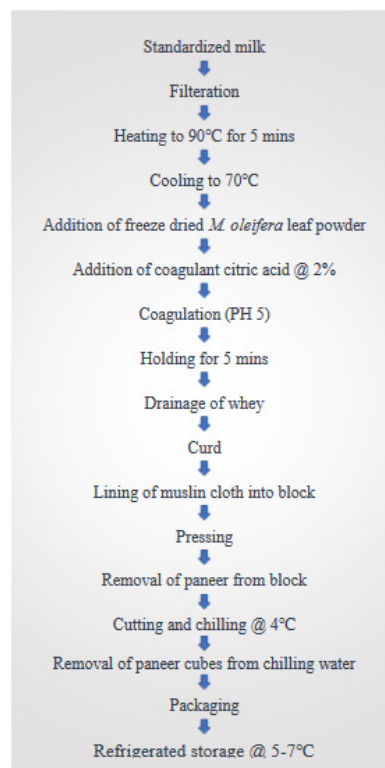 Standardized milk
Filteration
Heating to 90℃ for 5 mins
Cooling to 70℃
Addition of freeze dried M. oleifera leaf powder
Addition of coagulant citric acid @ 2%
Coagulation (PH 5)
Holding for 5 mins
Drainage of whey
Curd
Lining of muslin cloth into block
Pressing
Removal of paneer from block
Cutting and chilling @ 4℃
Removal of paneer cubes from chilling water
Packaging
Refrigerated storage @ 5-7℃